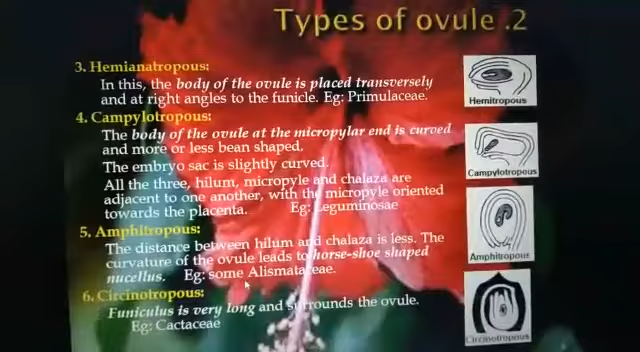 Types of ovule .2
3. Hemianatropous:
In this, the body of the ovule is placed transversely
and at right angles to the funicle. Eg: Primulaceae.
4. Campylotropous:
The body of the ovule at the micropylar end is curved
and more or less bean shaped.
The embryo sac is slightly curved.
All the three, hilum, micropyle and chalaza are
adjacent to one another, with the micropyle oriented
towards the placenta. Eg: Leguminosae
5. Amphitropous:
The distance between hilum and chalaza is less. The
curvature of the ovule leads to horse-shoe shaped
nucellus. Eg: some Alismataceae.
6. Circinotropous:
Funiculus is very long and surrounds the ovule.
Eg: Cactaceae
Hemitropous
Campylotropous
Amphitropous
Circinotropous